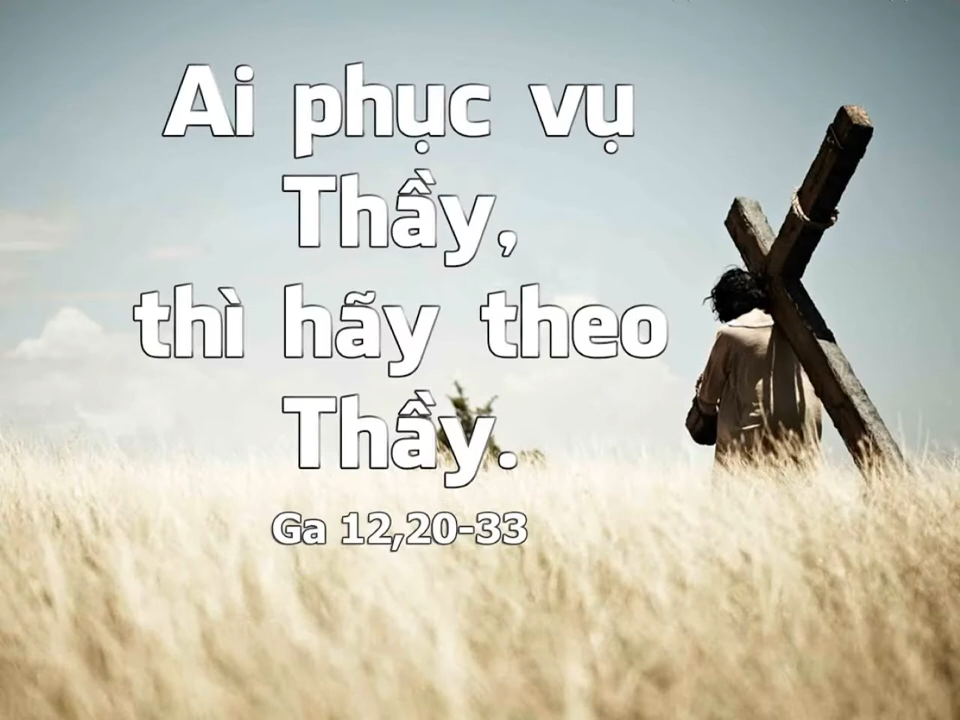 Ai phục vụ
Thầy,
thì hãy theo
Thầy.
Ga 12,20-33